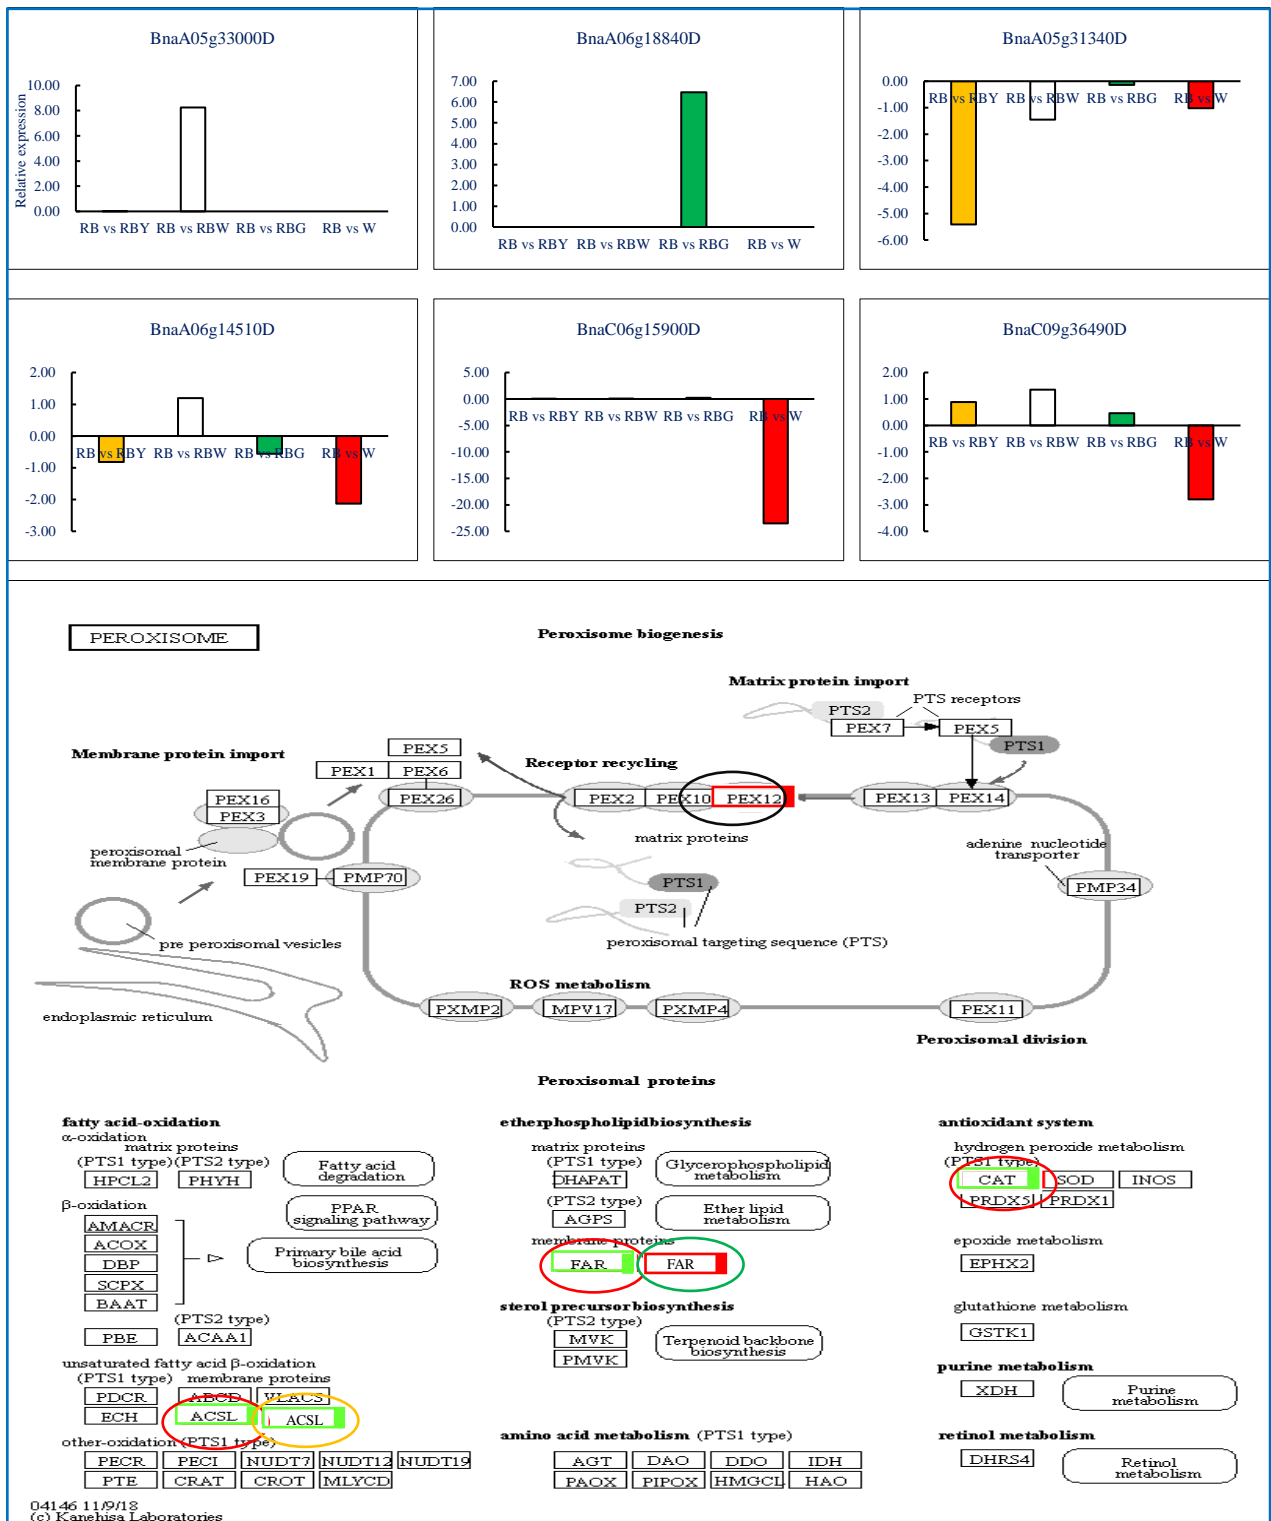 BnaA05g33000D
Relative expression
10.00
8.00
6.00
4.00
2.00
0.00
RB vs RBY RB vs RBW RB vs RBG RB vs W
BnaA06g18840D
7.00
6.00
5.00
4.00
3.00
2.00
1.00
0.00
RB vs RBY RB vs RBW RB vs RBG RB vs W
BnaA05g31340D
0.00
-1.00
-2.00
-3.00
-4.00
-5.00
-6.00
RB vs RBY RB vs RBW RB vs RBG RB vs W
BnaA06g14510D
2.00
1.00
0.00
-1.00
-2.00
-3.00
RB vs RBY RB vs RBW RB vs RBG RB vs W
BnaC06g15900D
5.00
0.00
-5.00
-10.00
-15.00
-20.00
-25.00
RB vs RBY RB vs RBW RB vs RBG RB vs W
BnaC09g36490D
2.00
1.00
0.00
-1.00
-2.00
-3.00
-4.00
RB vs RBY RB vs RBW RB vs RBG RB vs W
PEROXISOME
Peroxisome biogenesis
Matrix protein import
PTS receptors
PTS2
PEX7
PEX5
PTS1
Membrane protein import
PEX5
PEX1 PEX6
PEX26
Receptor recycling
PEX2 PEX10 PEX12
PEX13 PEX14
PEX16
PEX3
matrix proteins
peroxisomal
membrane protein
adenine nucleotide
transporter
PEX19 PMP70
PTS1
PMP34
PTS2
pre peroxisomal vesicles
peroxisomal targeting sequence (PTS)
ROS metabolism
endoplasmic reticulum
PXMP2 MPV17 PXMP4 PEX11
Peroxisomal division
Peroxisomal proteins
fatty acid-oxidation
α-oxidation
matrix proteins
(PTS1 type) (PTS2 type)
HPCL2 PHYH
Fatty acid
degradation
β-oxidation
AMACR
ACOX
DBP
SCPX
BAAT
PPAR
signaling pathway
Primary bile acid
biosynthesis
(PTS2 type)
PBE ACAA1
unsaturated fatty acid β-oxidation
(PTS1 type) membrane proteins
PDCR ABCD VLACS
ECH ACSL ACSL
other-oxidation (PTS1 type)
PECR PECI NUDT7 NUDT12 NUDT19
PTE CRAT CROT MLYCD
etherphospholipidbiosynthesis
matrix proteins
(PTS1 type)
DHAPAT
Glycerophospholipid
metabolism
(PTS2 type)
AGPS
Ether lipid
metabolism
membrane proteins
FAR FAR
sterol precursorbiosynthesis
(PTS2 type)
MVK
PMVK
Terpenoid backbone
biosynthesis
amino acid metabolism (PTS1 type)
AGT DAO DDO IDH
PAOX PIPOX HMGCL HAO
antioxidant system
hydrogen peroxide metabolism
(PTS1 type)
CAT SOD INOS
PRDX5 PRDX1
epoxide metabolism
EPHX2
glutathione metabolism
GSTK1
purine metabolism
XDH
Purine
metabolism
retinol metabolism
DHRS4
Retinol
metabolism
04146 11/9/18
(c) Kanehisa Laboratories